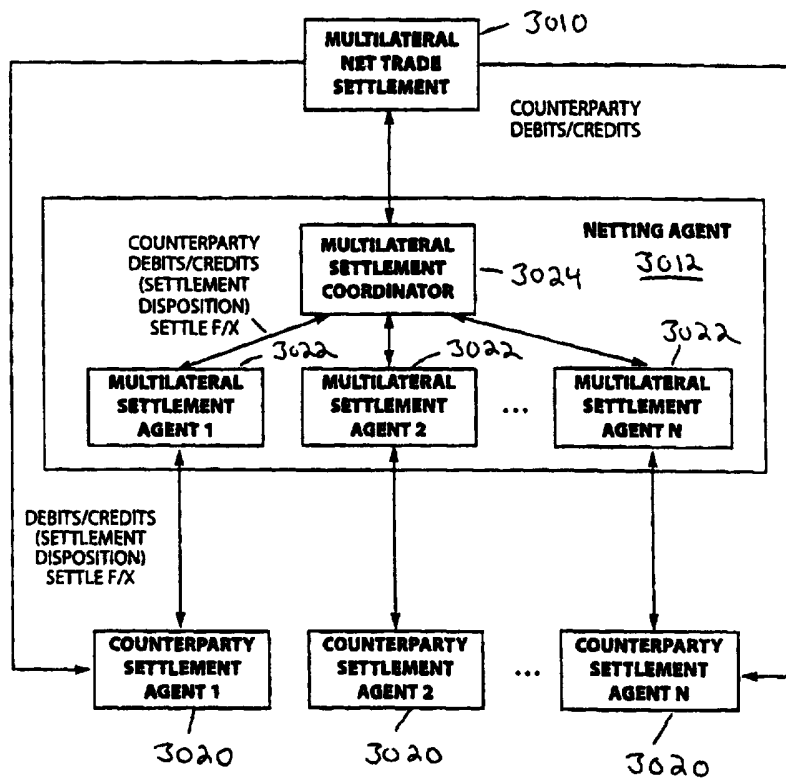 3010
MULTILATERAL
NET TRADE
SETTLEMENT
COUNTERPARTY
DEBITS/CREDITS
NETTING AGENT
3012
COUNTERPARTY
DEBITS/CREDITS
(SETTLEMENT
DISPOSITION)
SETTLE F/X
MULTILATERAL
SETTLEMENT
COORDINATOR
3024
3022
3022
3022
MULTILATERAL
SETTLEMENT
AGENT 1
MULTILATERAL
SETTLEMENT
AGENT 2
...
MULTILATERAL
SETTLEMENT
AGENT N
DEBITS/CREDITS
(SETTLEMENT
DISPOSITION)
SETTLE F/X
COUNTERPARTY
SETTLEMENT
AGENT 1
COUNTERPARTY
SETTLEMENT
AGENT 2
...
COUNTERPARTY
SETTLEMENT
AGENT N
3020
3020
3020